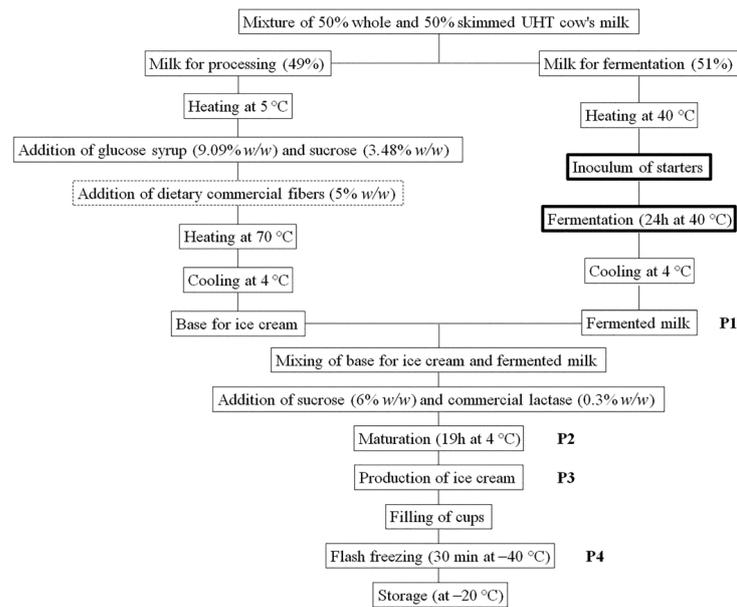 Mixture of 50% whole and 50% skimmed UHT cow's milk
Milk for processing (49%)
Milk for fermentation (51%)
Heating at 5 °C
Heating at 40 °C
Addition of glucose syrup (9.09% w/w) and sucrose (3.48% w/w)
Inoculum of starters
Addition of dietary commercial fibers (5% w/w)
Fermentation (24h at 40 °C)
Heating at 70 °C
Cooling at 4 °C
Cooling at 4 °C
Base for ice cream
Fermented milk P1
Mixing of base for ice cream and fermented milk
Addition of sucrose (6% w/w) and commercial lactase (0.3% w/w)
Maturation (19h at 4 °C) P2
Production of ice cream P3
Filling of cups
Flash freezing (30 min at −40 °C) P4
Storage (at −20 °C)